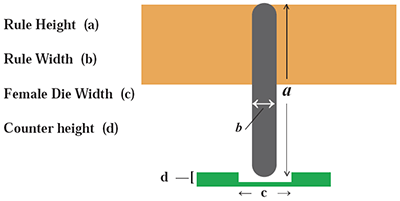 Rule Height (a)
Rule Width (b)
Female Die Width (c)
Counter height (d)
a
b
d
c